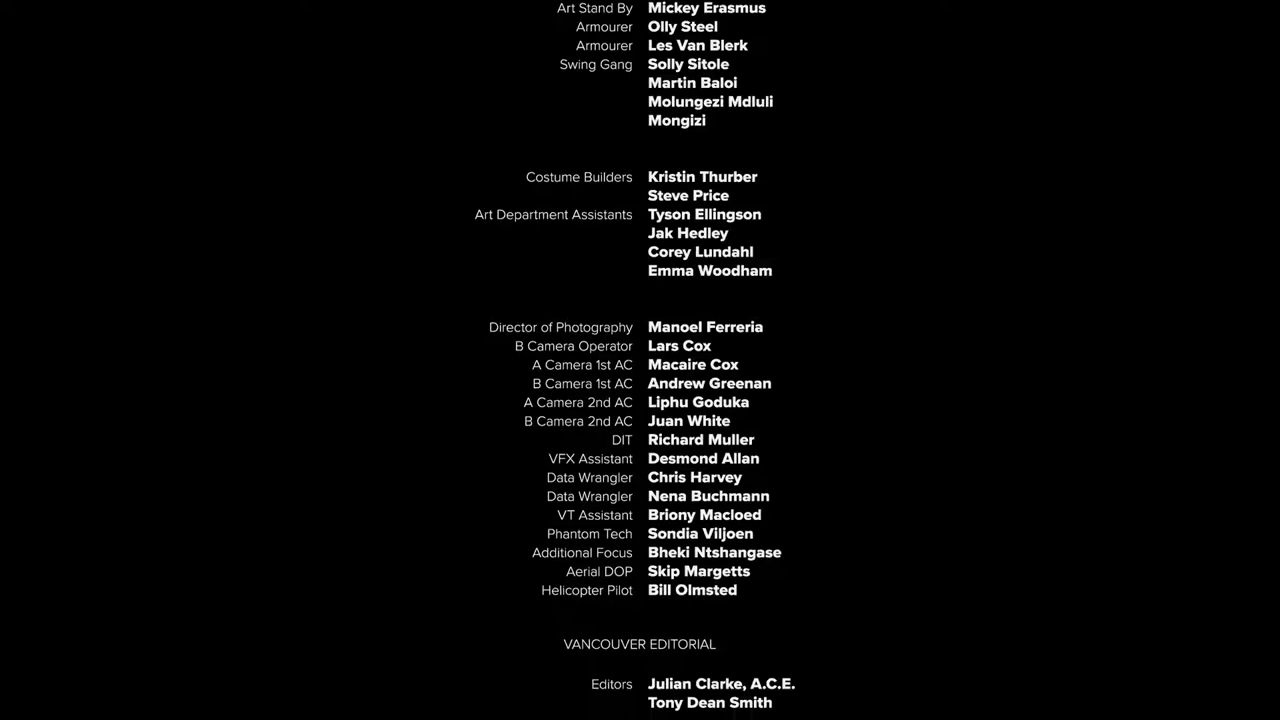 Art Stand By Mickey Erasmus
Armourer Olly Steel
Armourer Les Van Blerk
Swing Gang Solly Sitole
Martin Baloi
Molungezi Mdluli
Mongizi
Costume Builders Kristin Thurber
Steve Price
Art Department Assistants Tyson Ellingson
Jak Hedley
Corey Lundahl
Emma Woodham
Director of Photography Manoel Ferreria
B Camera Operator Lars Cox
A Camera 1st AC Macaire Cox
B Camera 1st AC Andrew Greenan
A Camera 2nd AC Liphu Goduka
B Camera 2nd AC Juan White
DIT Richard Muller
VFX Assistant Desmond Allan
Data Wrangler Chris Harvey
Data Wrangler Nena Buchmann
VT Assistant Briony Macloed
Phantom Tech Sondia Viljoen
Additional Focus Bheki Ntshangase
Aerial DOP Skip Margetts
Helicopter Pilot Bill Olmsted
VANCOUVER EDITORIAL
Editors Julian Clarke, A.C.E.
Tony Dean Smith